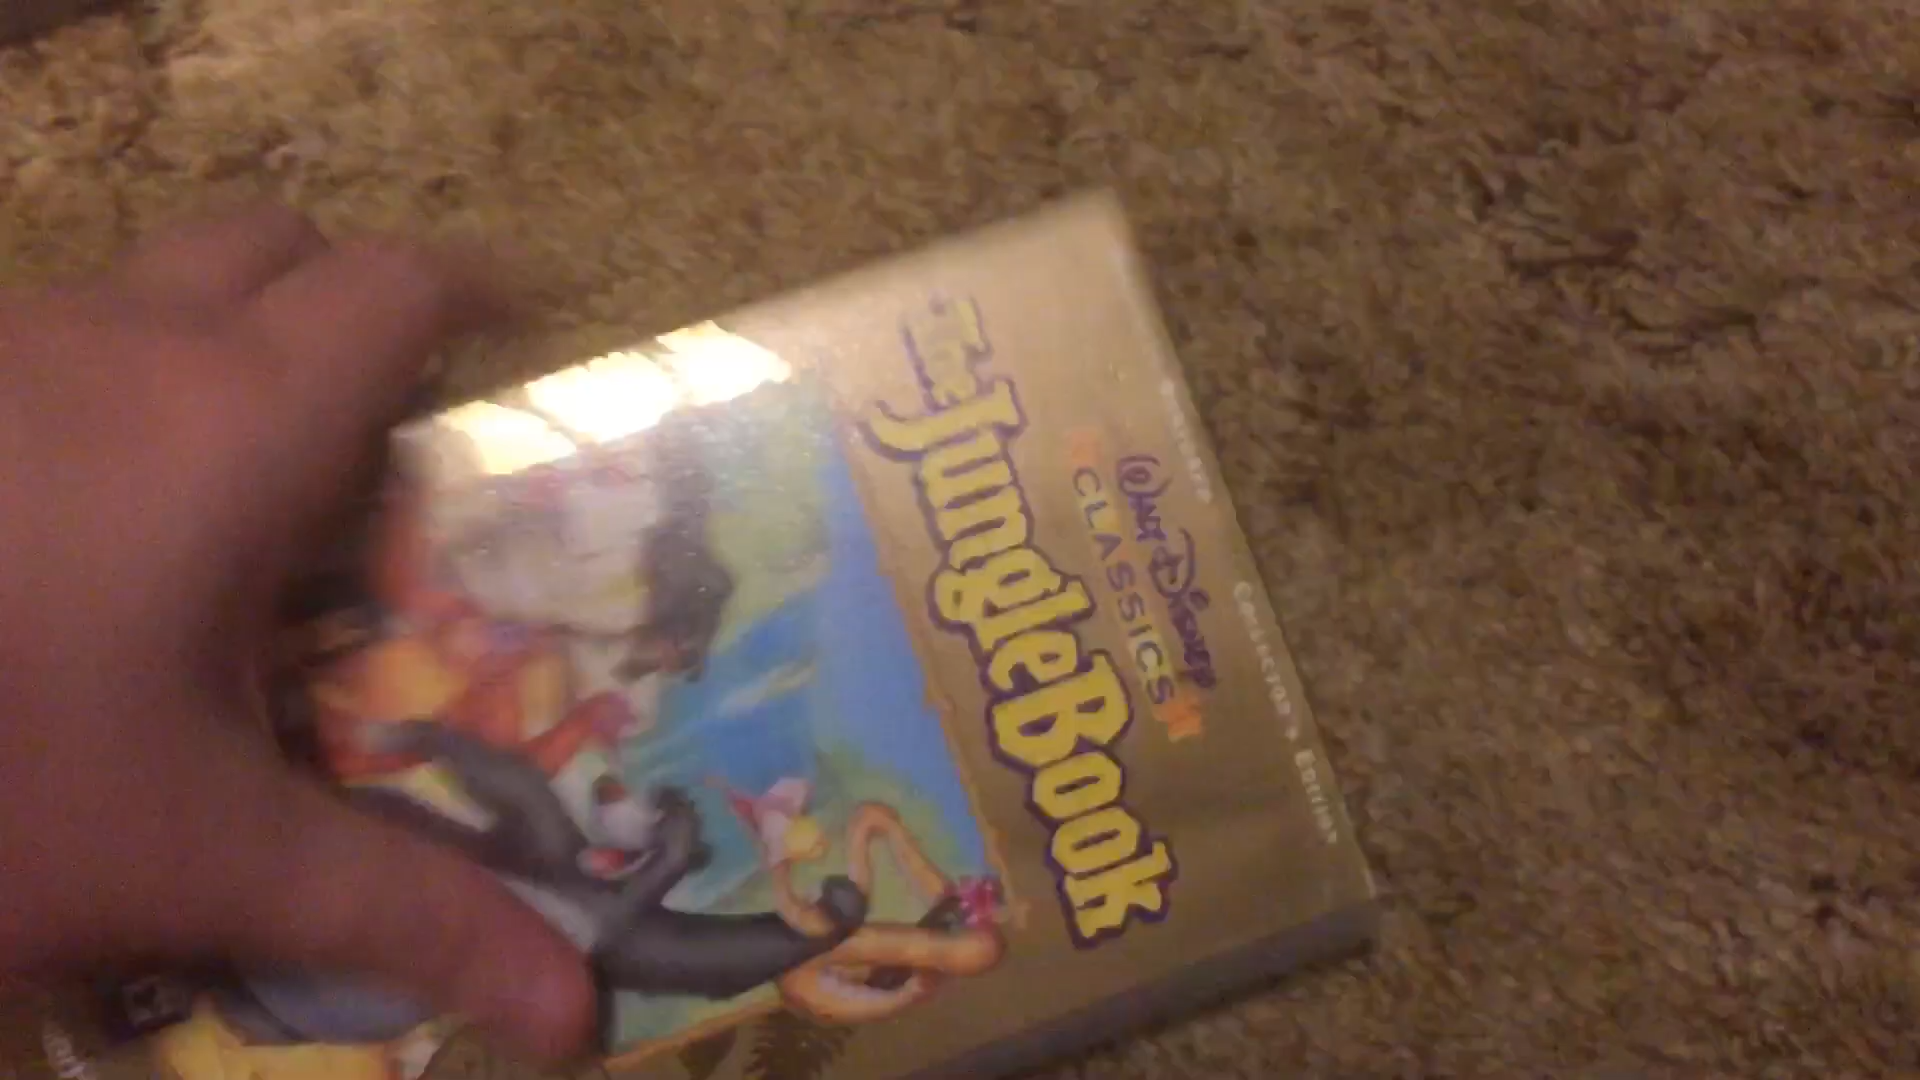 Collector's Edition
WALT DISNEY
CLASSICS
The
Jungle Book